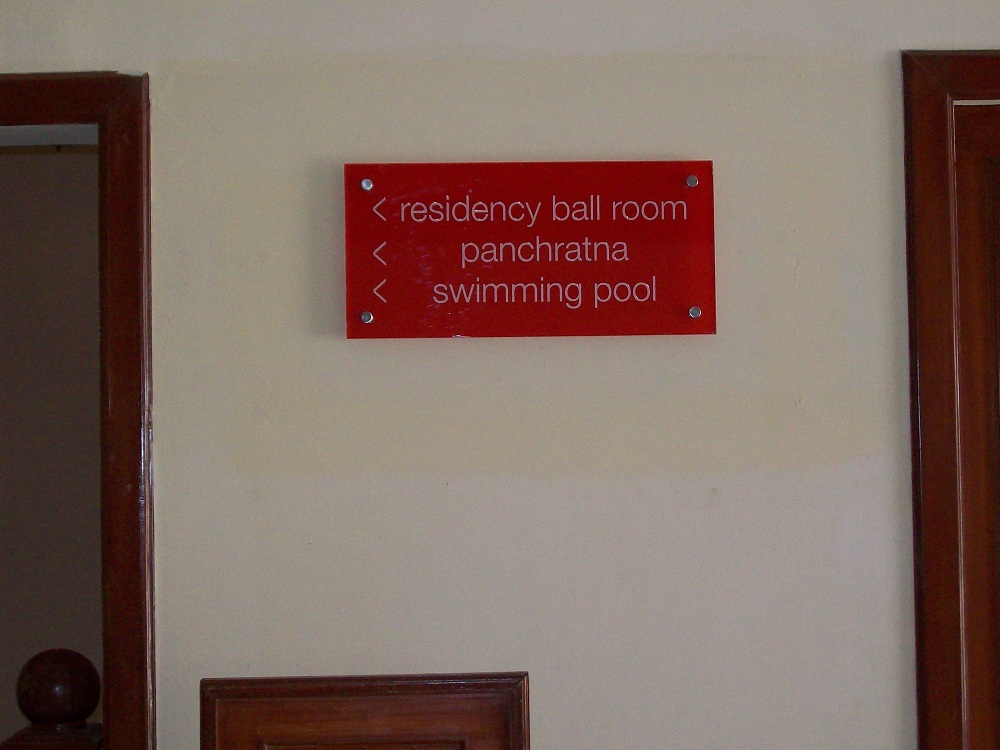 < residency ball room
< panchratna
< swimming pool